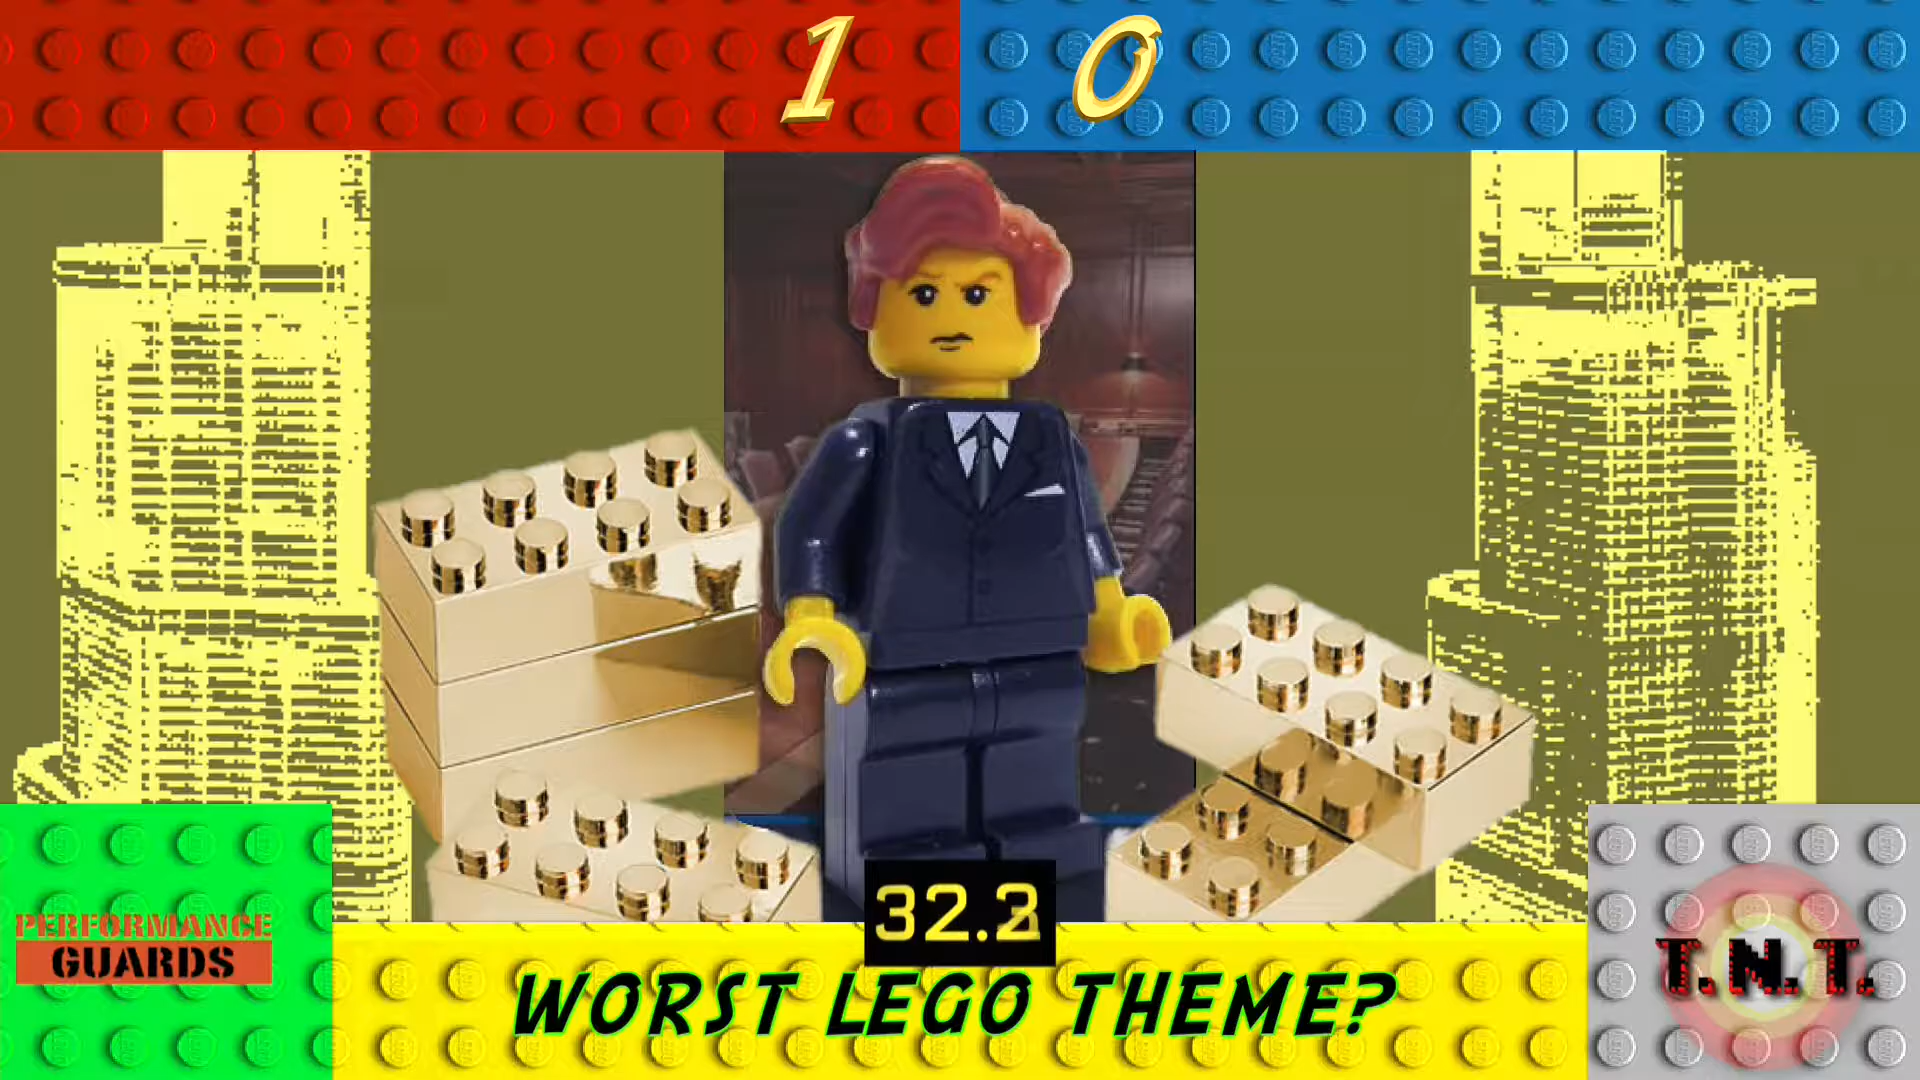 1 0
32.2
PERFORMANCE
GUARDS
T.N.T.
WORST LEGO THEME?